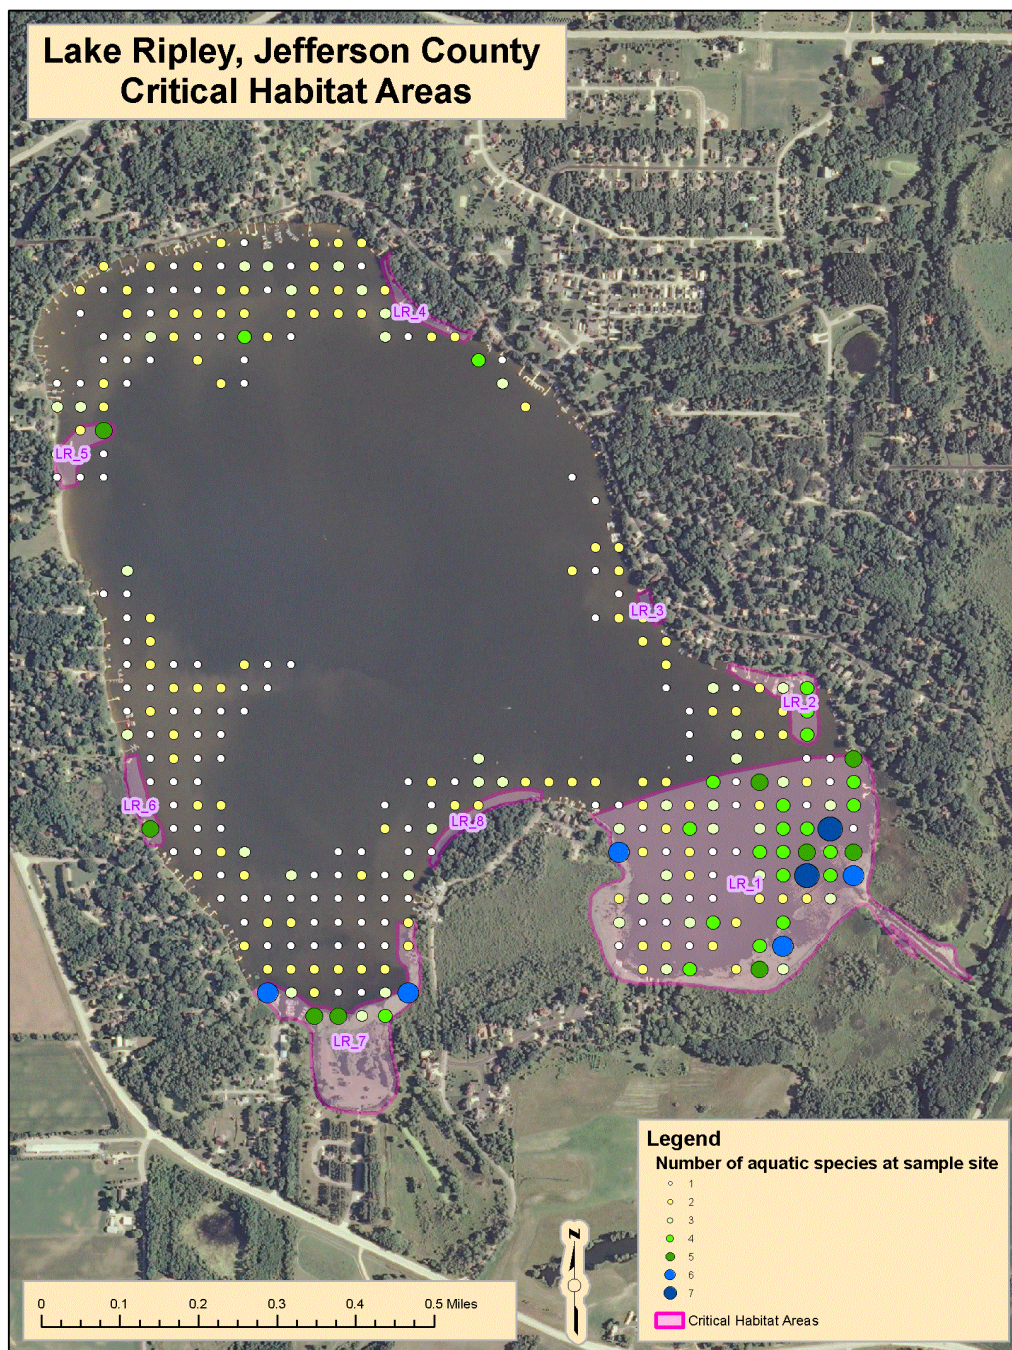 Lake Ripley, Jefferson County
Critical Habitat Areas
LR_4
LR_5
LR_3
LR_2
LR_6
LR_8
LR_1
LR_7
Legend
Number of aquatic species at sample site
1
2
3
4
5
6
7
Critical Habitat Areas
N
0 0.1 0.2 0.3 0.4 0.5 Miles